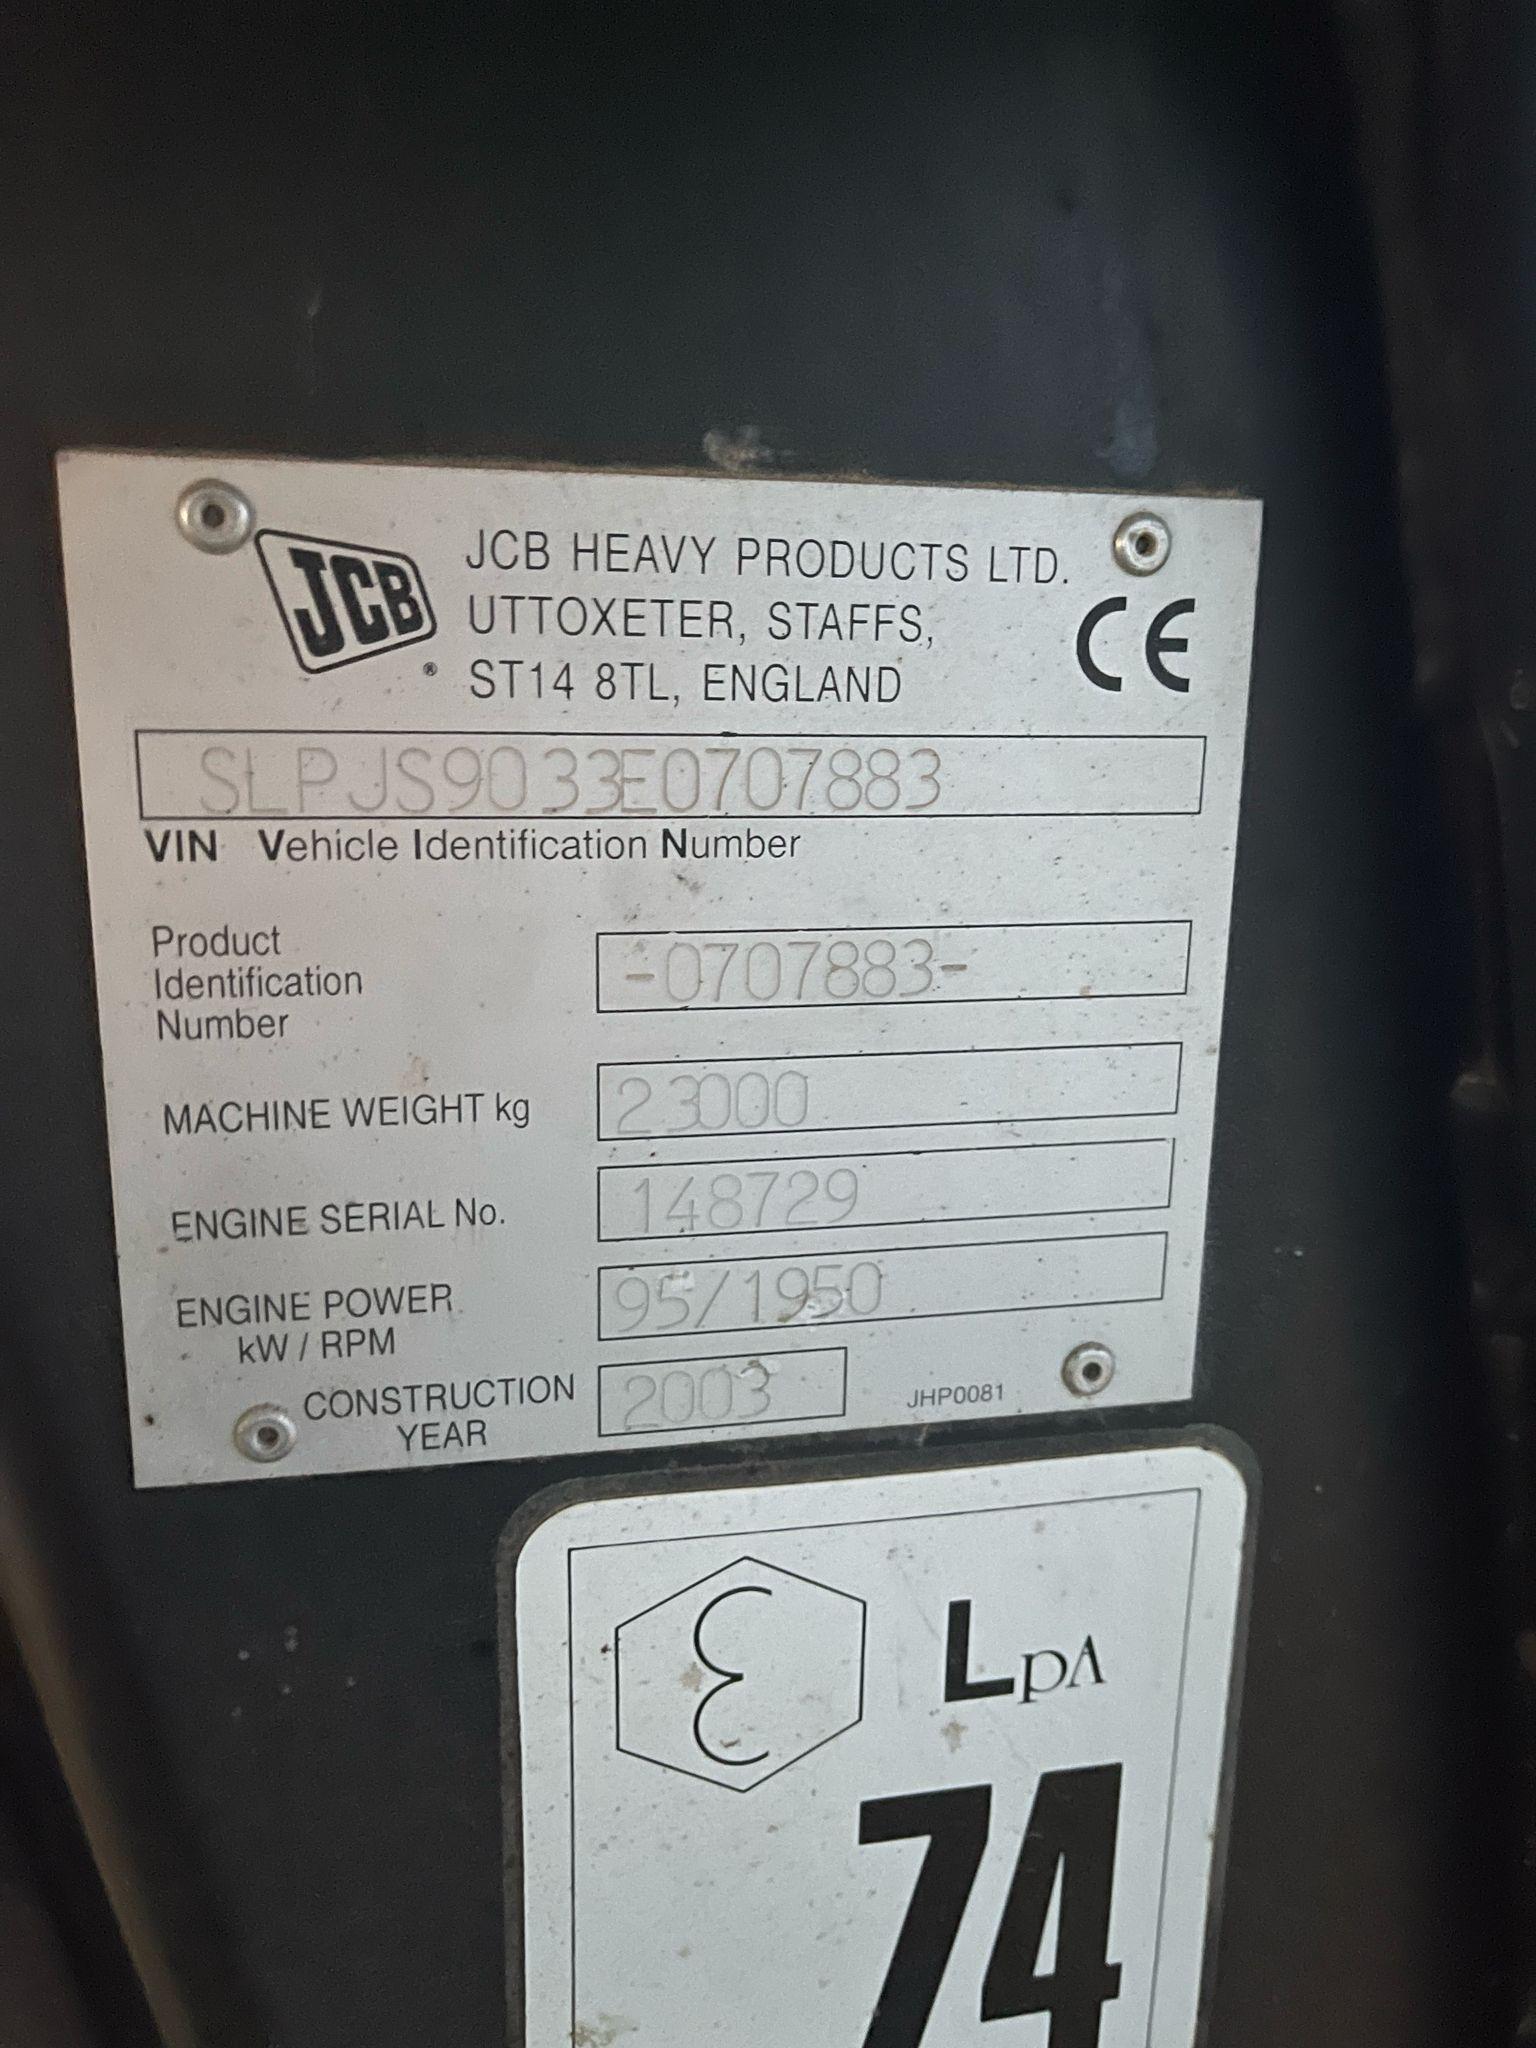 JCB
JCB HEAVY PRODUCTS LTD.
UTTOXETER, STAFFS,
ST14 8TL, ENGLAND
CE
SLPJS9033E0707883
VIN Vehicle Identification Number
Product
Identification
Number
-0707883-
MACHINE WEIGHT kg
23000
ENGINE SERIAL No.
148729
ENGINE POWER
kW / RPM
95/1950
CONSTRUCTION
YEAR
2003
JHP0081
ε
LpA
74